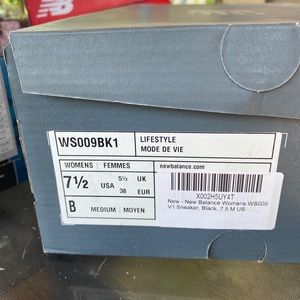 WS009BK1
LIFESTYLE
MODE DE VIE
WOMENS FEMMES
newbalance.com
7½ USA 5½ UK
38 EUR
B MEDIUM MOYEN
X002H5UY4T
New - New Balance Womens WS009
V1 Sneaker, Black, 7.5 M US